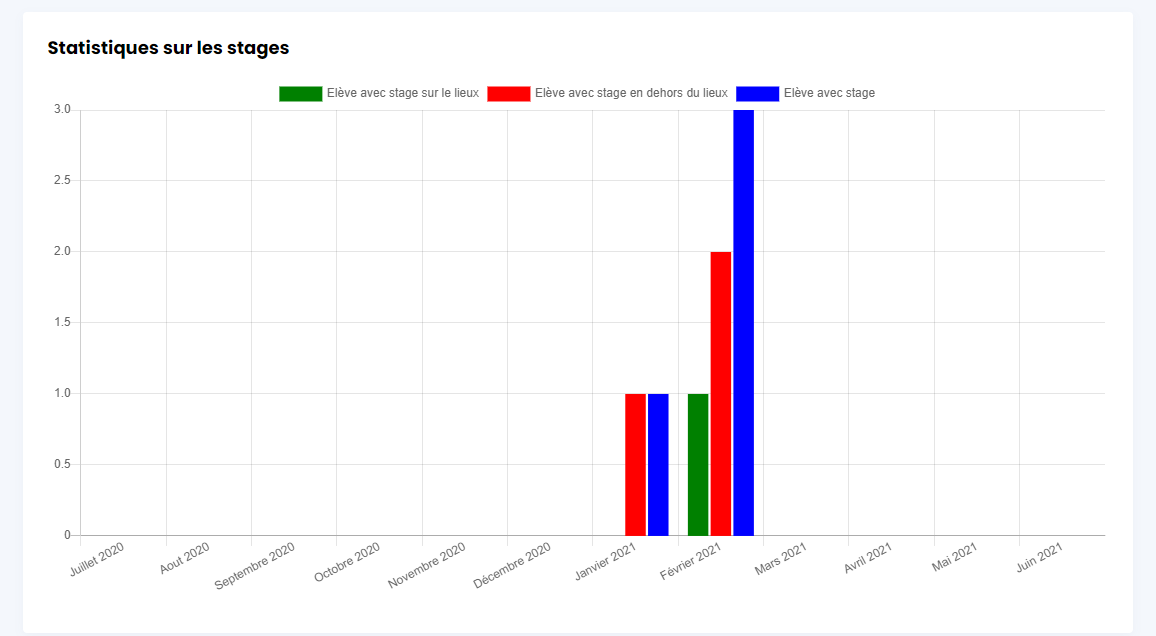 Statistiques sur les stages
Elève avec stage sur le lieux Elève avec stage en dehors du lieux Elève avec stage
3.0
2.5
2.0
1.5
1.0
0.5
0
Juillet 2020 Aout 2020 Septembre 2020 Octobre 2020 Novembre 2020 Décembre 2020 Janvier 2021 Février 2021 Mars 2021 Avril 2021 Mai 2021 Juin 2021